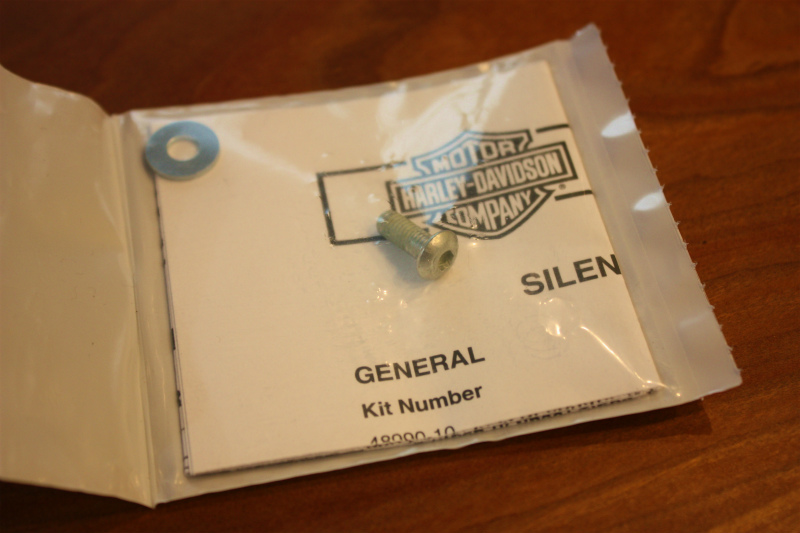 MOTOR
HARLEY-DAVIDSON
COMPANY
®
SILEN
GENERAL
Kit Number